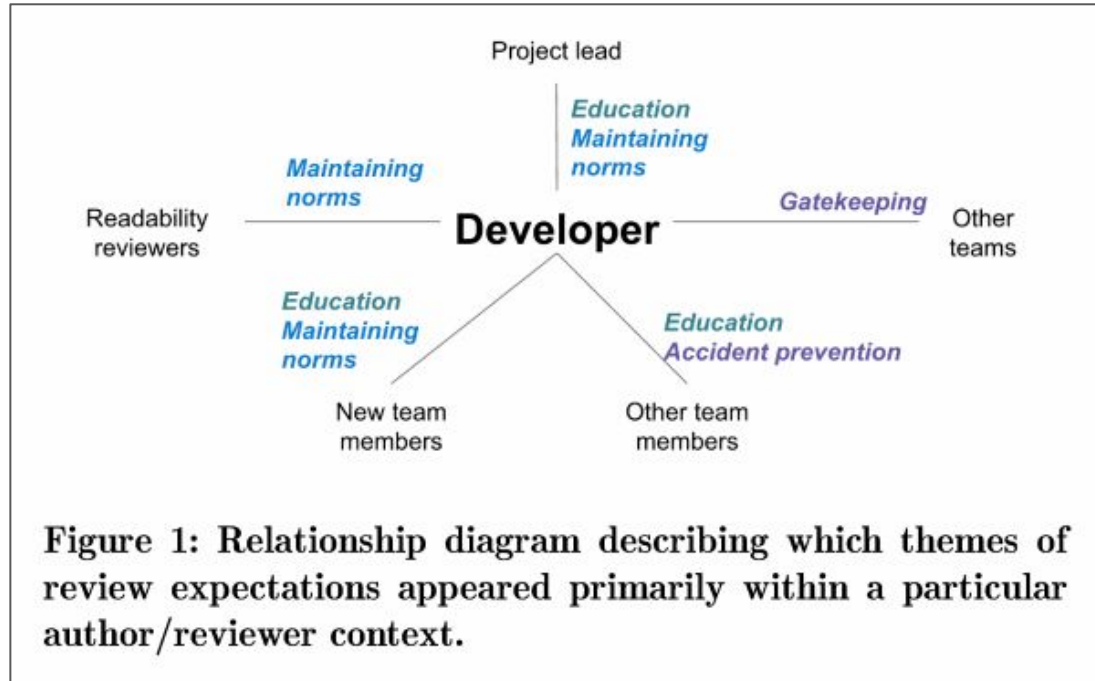 Project lead
Education
Maintaining
norms
Maintaining
norms
Readability
reviewers
Developer
Gatekeeping
Other
teams
Education
Maintaining
norms
Education
Accident prevention
New team
members
Other team
members
Figure 1: Relationship diagram describing which themes of
review expectations appeared primarily within a particular
author/reviewer context.